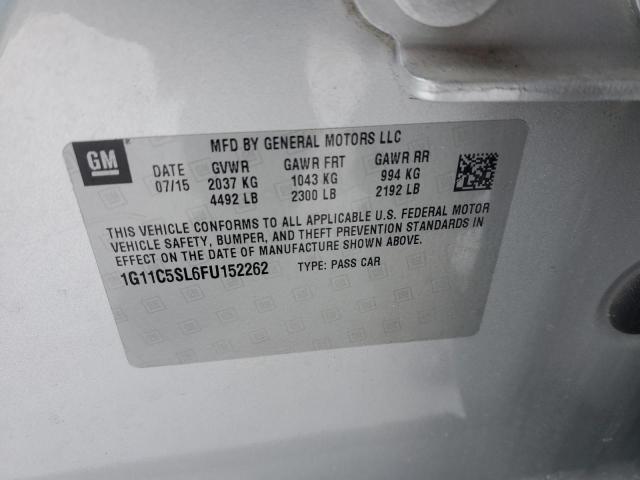 GM
MFD BY GENERAL MOTORS LLC
DATE GVWR GAWR FRT GAWR RR
07/15 2037 KG 1043 KG 994 KG
4492 LB 2300 LB 2192 LB
THIS VEHICLE CONFORMS TO ALL APPLICABLE U.S. FEDERAL MOTOR
VEHICLE SAFETY, BUMPER, AND THEFT PREVENTION STANDARDS IN
EFFECT ON THE DATE OF MANUFACTURE SHOWN ABOVE.
1G11C5SL6FU152262 TYPE: PASS CAR